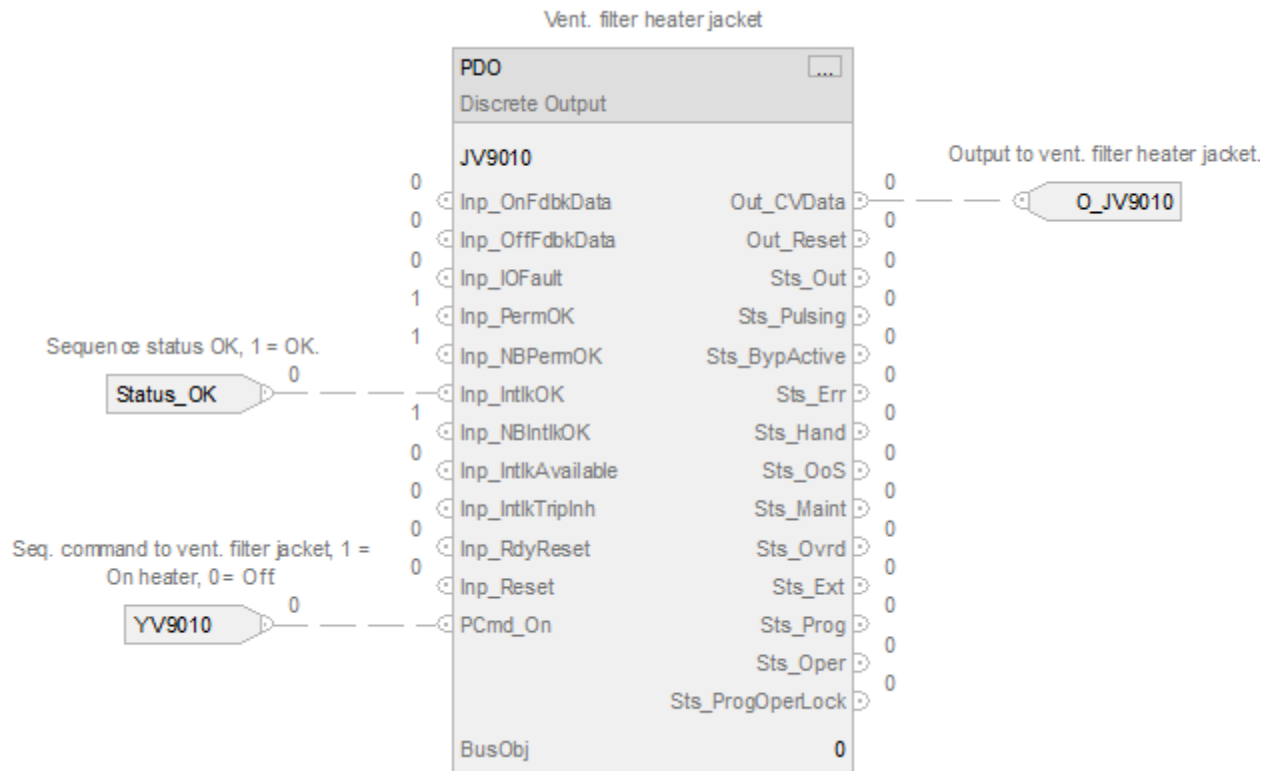 Vent. filter heater jacket
PDO ...
Discrete Output
JV9010
Output to vent. filter heater jacket.
0 Inp_OnFdbkData Out_CVData 0 O_JV9010
0 Inp_OffFdbkData Out_Reset 0
0 Inp_IOFault Sts_Out 0
1 Inp_PermOK Sts_Pulsing 0
1 Inp_NBPermOK Sts_BypActive 0
Sequence status OK, 1 = OK.
Status_OK 0 Inp_IntlkOK Sts_Err 0
1 Inp_NBIntlkOK Sts_Hand 0
0 Inp_IntlkAvailable Sts_OoS 0
0 Inp_IntlkTripInh Sts_Maint 0
0 Inp_RdyReset Sts_Ovrd 0
0 Inp_Reset Sts_Ext 0
Seq. command to vent. filter jacket, 1 =
On heater, 0= Off
YV9010 0 PCmd_On Sts_Prog 0
Sts_Oper 0
Sts_ProgOperLock 0
BusObj 0